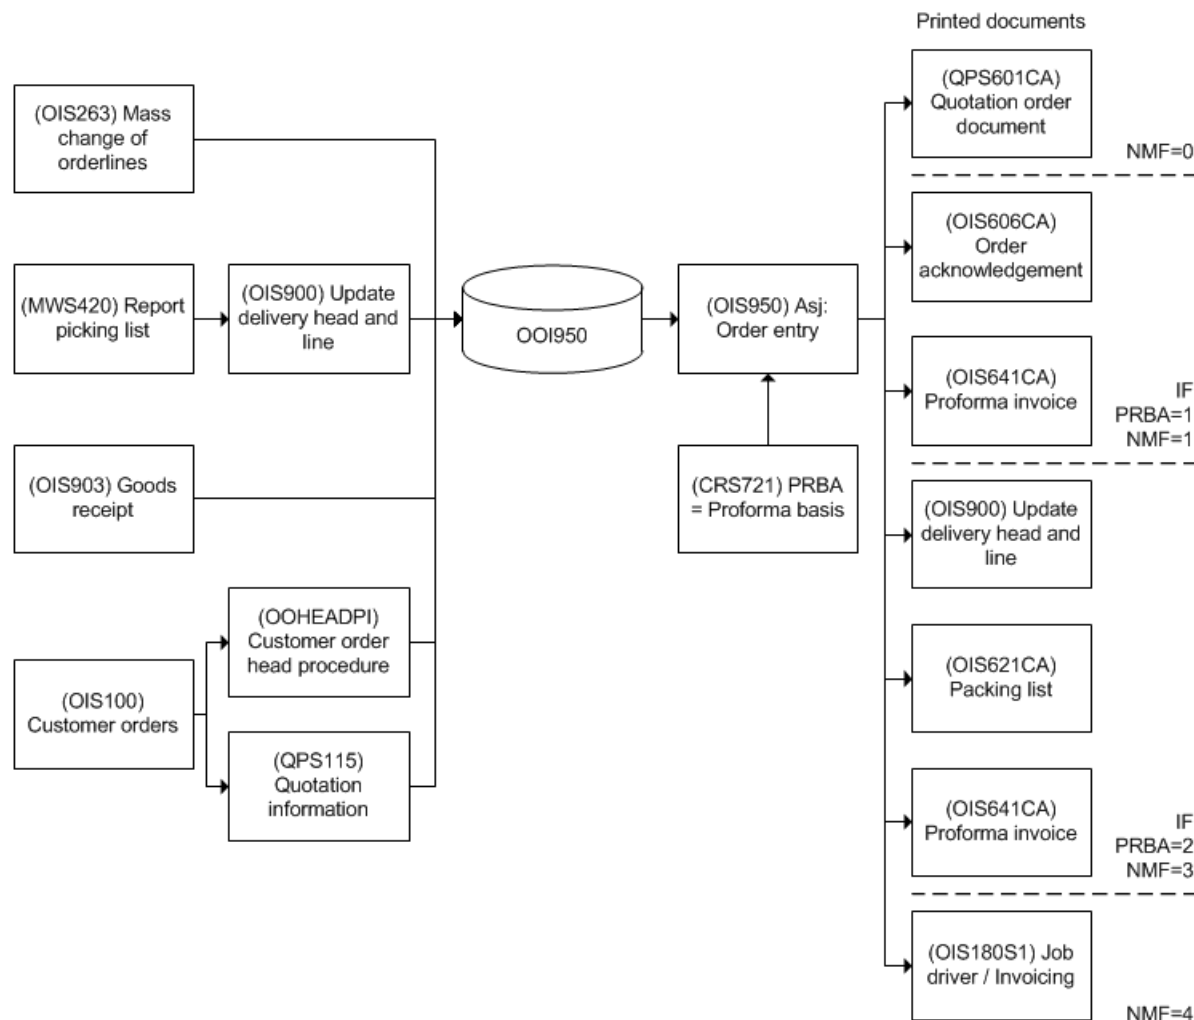 Printed documents
(QPS601CA)
Quotation order
document
NMF=0
(OIS263) Mass
change of
orderlines
(OIS606CA)
Order
acknowledgement
(MWS420) Report
picking list
(OIS900) Update
delivery head and
line
OOI950
(OIS950) Asj:
Order entry
(OIS641CA)
Proforma invoice
IF
PRBA=1
NMF=1
(OIS903) Goods
receipt
(CRS721) PRBA
= Proforma basis
(OIS900) Update
delivery head and
line
(OOHEADPI)
Customer order
head procedure
(OIS100)
Customer orders
(QPS115)
Quotation
information
(OIS621CA)
Packing list
(OIS641CA)
Proforma invoice
IF
PRBA=2
NMF=3
(OIS180S1) Job
driver / Invoicing
NMF=4